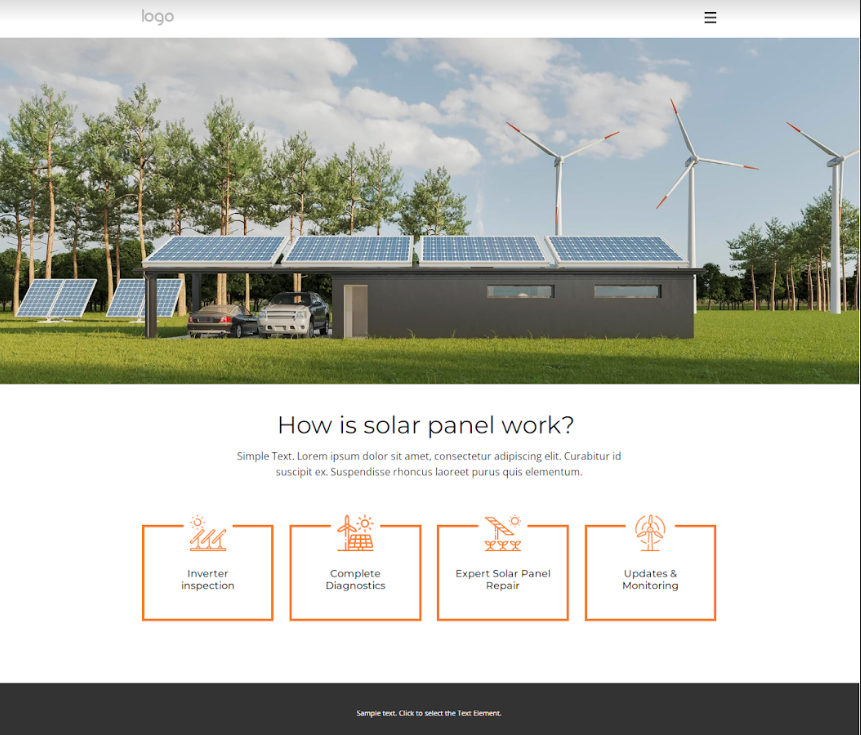 logo
How is solar panel work?
Simple Text. Lorem ipsum dolor sit amet, consectetur adipiscing elit. Curabitur id
suscipit ex. Suspendisse rhoncus laoreet purus quis elementum.
Inverter
inspection
Complete
Diagnostics
Expert Solar Panel
Repair
Updates &
Monitoring
Sample text. Click to select the Text Element.